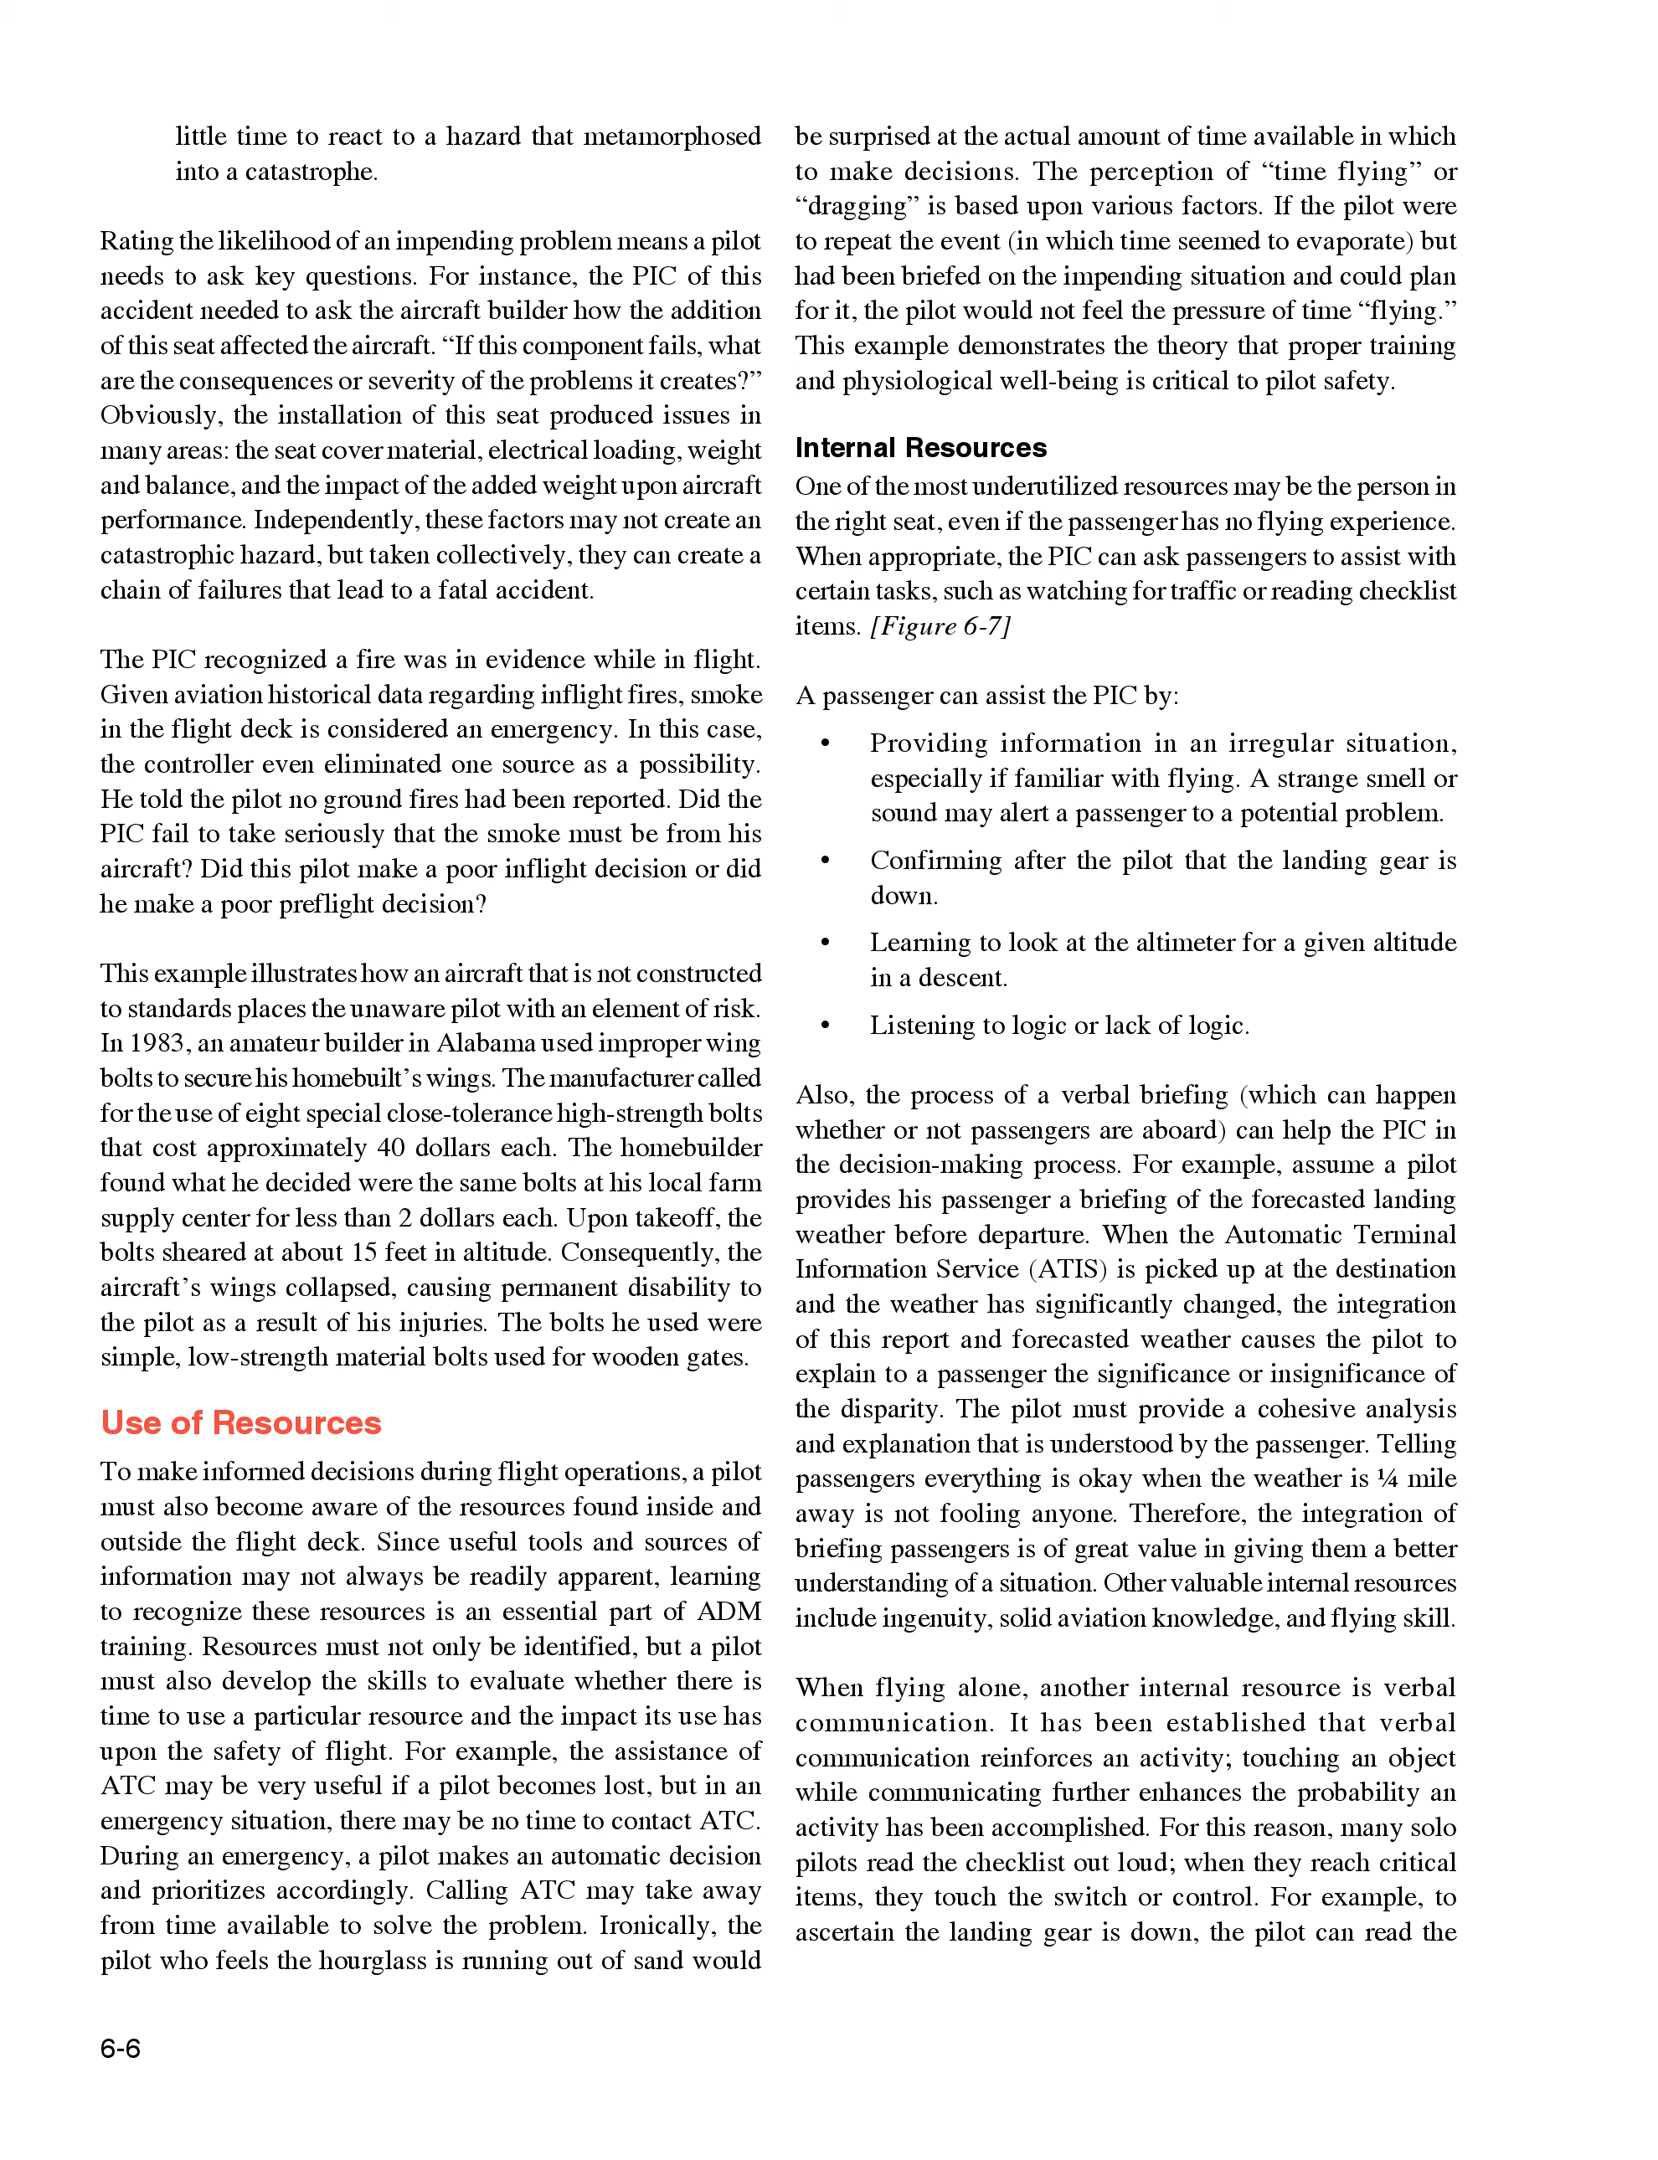 little time to react to a hazard that metamorphosed
into a catastrophe.
Rating the likelihood of an impending problem means a pilot
needs to ask key questions. For instance, the PIC of this
accident needed to ask the aircraft builder how the addition
of this seat affected the aircraft. “If this component fails, what
are the consequences or severity of the problems it creates?”
Obviously, the installation of this seat produced issues in
many areas: the seat cover material, electrical loading, weight
and balance, and the impact of the added weight upon aircraft
performance. Independently, these factors may not create an
catastrophic hazard, but taken collectively, they can create a
chain of failures that lead to a fatal accident.
The PIC recognized a fire was in evidence while in flight.
Given aviation historical data regarding inflight fires, smoke
in the flight deck is considered an emergency. In this case,
the controller even eliminated one source as a possibility.
He told the pilot no ground fires had been reported. Did the
PIC fail to take seriously that the smoke must be from his
aircraft? Did this pilot make a poor inflight decision or did
he make a poor preflight decision?
This example illustrates how an aircraft that is not constructed
to standards places the unaware pilot with an element of risk.
In 1983, an amateur builder in Alabama used improper wing
bolts to secure his homebuilt’s wings. The manufacturer called
for the use of eight special close-tolerance high-strength bolts
that cost approximately 40 dollars each. The homebuilder
found what he decided were the same bolts at his local farm
supply center for less than 2 dollars each. Upon takeoff, the
bolts sheared at about 15 feet in altitude. Consequently, the
aircraft’s wings collapsed, causing permanent disability to
the pilot as a result of his injuries. The bolts he used were
simple, low-strength material bolts used for wooden gates.
Use of Resources
To make informed decisions during flight operations, a pilot
must also become aware of the resources found inside and
outside the flight deck. Since useful tools and sources of
information may not always be readily apparent, learning
to recognize these resources is an essential part of ADM
training. Resources must not only be identified, but a pilot
must also develop the skills to evaluate whether there is
time to use a particular resource and the impact its use has
upon the safety of flight. For example, the assistance of
ATC may be very useful if a pilot becomes lost, but in an
emergency situation, there may be no time to contact ATC.
During an emergency, a pilot makes an automatic decision
and prioritizes accordingly. Calling ATC may take away
from time available to solve the problem. Ironically, the
pilot who feels the hourglass is running out of sand would
be surprised at the actual amount of time available in which
to make decisions. The perception of “time flying” or
“dragging” is based upon various factors. If the pilot were
to repeat the event (in which time seemed to evaporate) but
had been briefed on the impending situation and could plan
for it, the pilot would not feel the pressure of time “flying.”
This example demonstrates the theory that proper training
and physiological well-being is critical to pilot safety.
Internal Resources
One of the most underutilized resources may be the person in
the right seat, even if the passenger has no flying experience.
When appropriate, the PIC can ask passengers to assist with
certain tasks, such as watching for traffic or reading checklist
items. [Figure 6-7]
A passenger can assist the PIC by:
• Providing information in an irregular situation,
especially if familiar with flying. A strange smell or
sound may alert a passenger to a potential problem.
• Confirming after the pilot that the landing gear is
down.
• Learning to look at the altimeter for a given altitude
in a descent.
• Listening to logic or lack of logic.
Also, the process of a verbal briefing (which can happen
whether or not passengers are aboard) can help the PIC in
the decision-making process. For example, assume a pilot
provides his passenger a briefing of the forecasted landing
weather before departure. When the Automatic Terminal
Information Service (ATIS) is picked up at the destination
and the weather has significantly changed, the integration
of this report and forecasted weather causes the pilot to
explain to a passenger the significance or insignificance of
the disparity. The pilot must provide a cohesive analysis
and explanation that is understood by the passenger. Telling
passengers everything is okay when the weather is ¼ mile
away is not fooling anyone. Therefore, the integration of
briefing passengers is of great value in giving them a better
understanding of a situation. Other valuable internal resources
include ingenuity, solid aviation knowledge, and flying skill.
When flying alone, another internal resource is verbal
communication. It has been established that verbal
communication reinforces an activity; touching an object
while communicating further enhances the probability an
activity has been accomplished. For this reason, many solo
pilots read the checklist out loud; when they reach critical
items, they touch the switch or control. For example, to
ascertain the landing gear is down, the pilot can read the
6-6